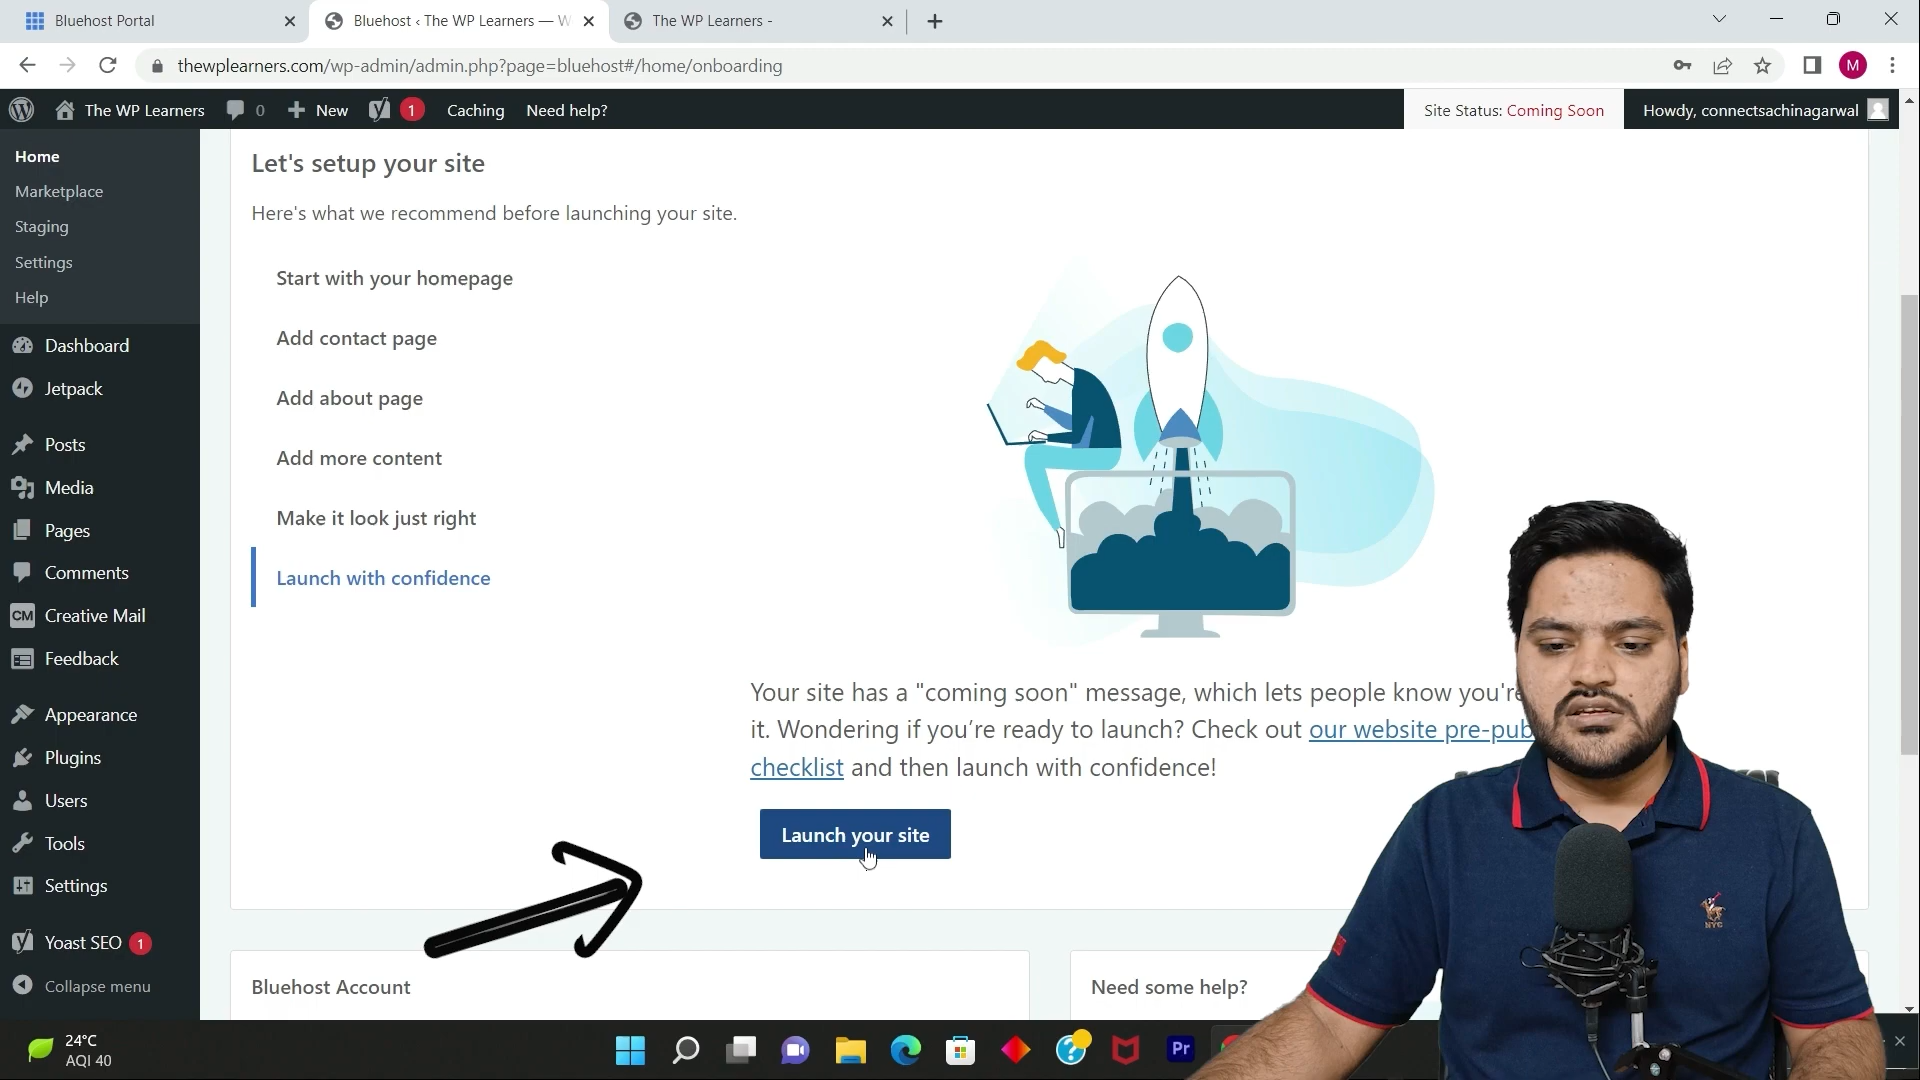 Bluehost Portal
Bluehost ‹ The WP Learners — W
The WP Learners -
thewplearners.com/wp-admin/admin.php?page=bluehost#/home/onboarding
M
The WP Learners
0
New
1
Caching
Need help?
Site Status: Coming Soon
Howdy, connectsachinagarwal
Home
Marketplace
Staging
Settings
Help
Dashboard
Jetpack
Posts
Media
Pages
Comments
CM Creative Mail
Feedback
Appearance
Plugins
Users
Tools
Settings
Yoast SEO 1
Collapse menu
Let's setup your site
Here's what we recommend before launching your site.
Start with your homepage
Add contact page
Add about page
Add more content
Make it look just right
Launch with confidence
Your site has a "coming soon" message, which lets people know you're
it. Wondering if you’re ready to launch? Check out our website pre-pub
checklist and then launch with confidence!
Launch your site
Bluehost Account
Need some help?
NYC
24°C
AQI 40
Pr